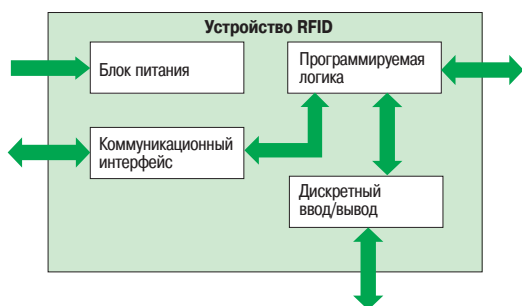 Устройство RFID
Блок питания
Программируемая
логика
Коммуникационный
интерфейс
Дискретный
ввод/вывод